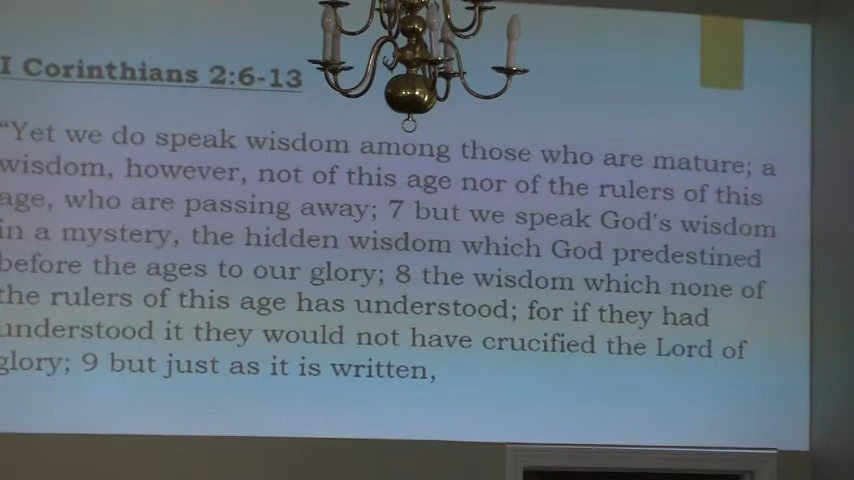 I Corinthians 2:6-13
“Yet we do speak wisdom among those who are mature; a
wisdom, however, not of this age nor of the rulers of this
age, who are passing away; 7 but we speak God's wisdom
in a mystery, the hidden wisdom which God predestined
before the ages to our glory; 8 the wisdom which none of
the rulers of this age has understood; for if they had
understood it they would not have crucified the Lord of
glory; 9 but just as it is written,